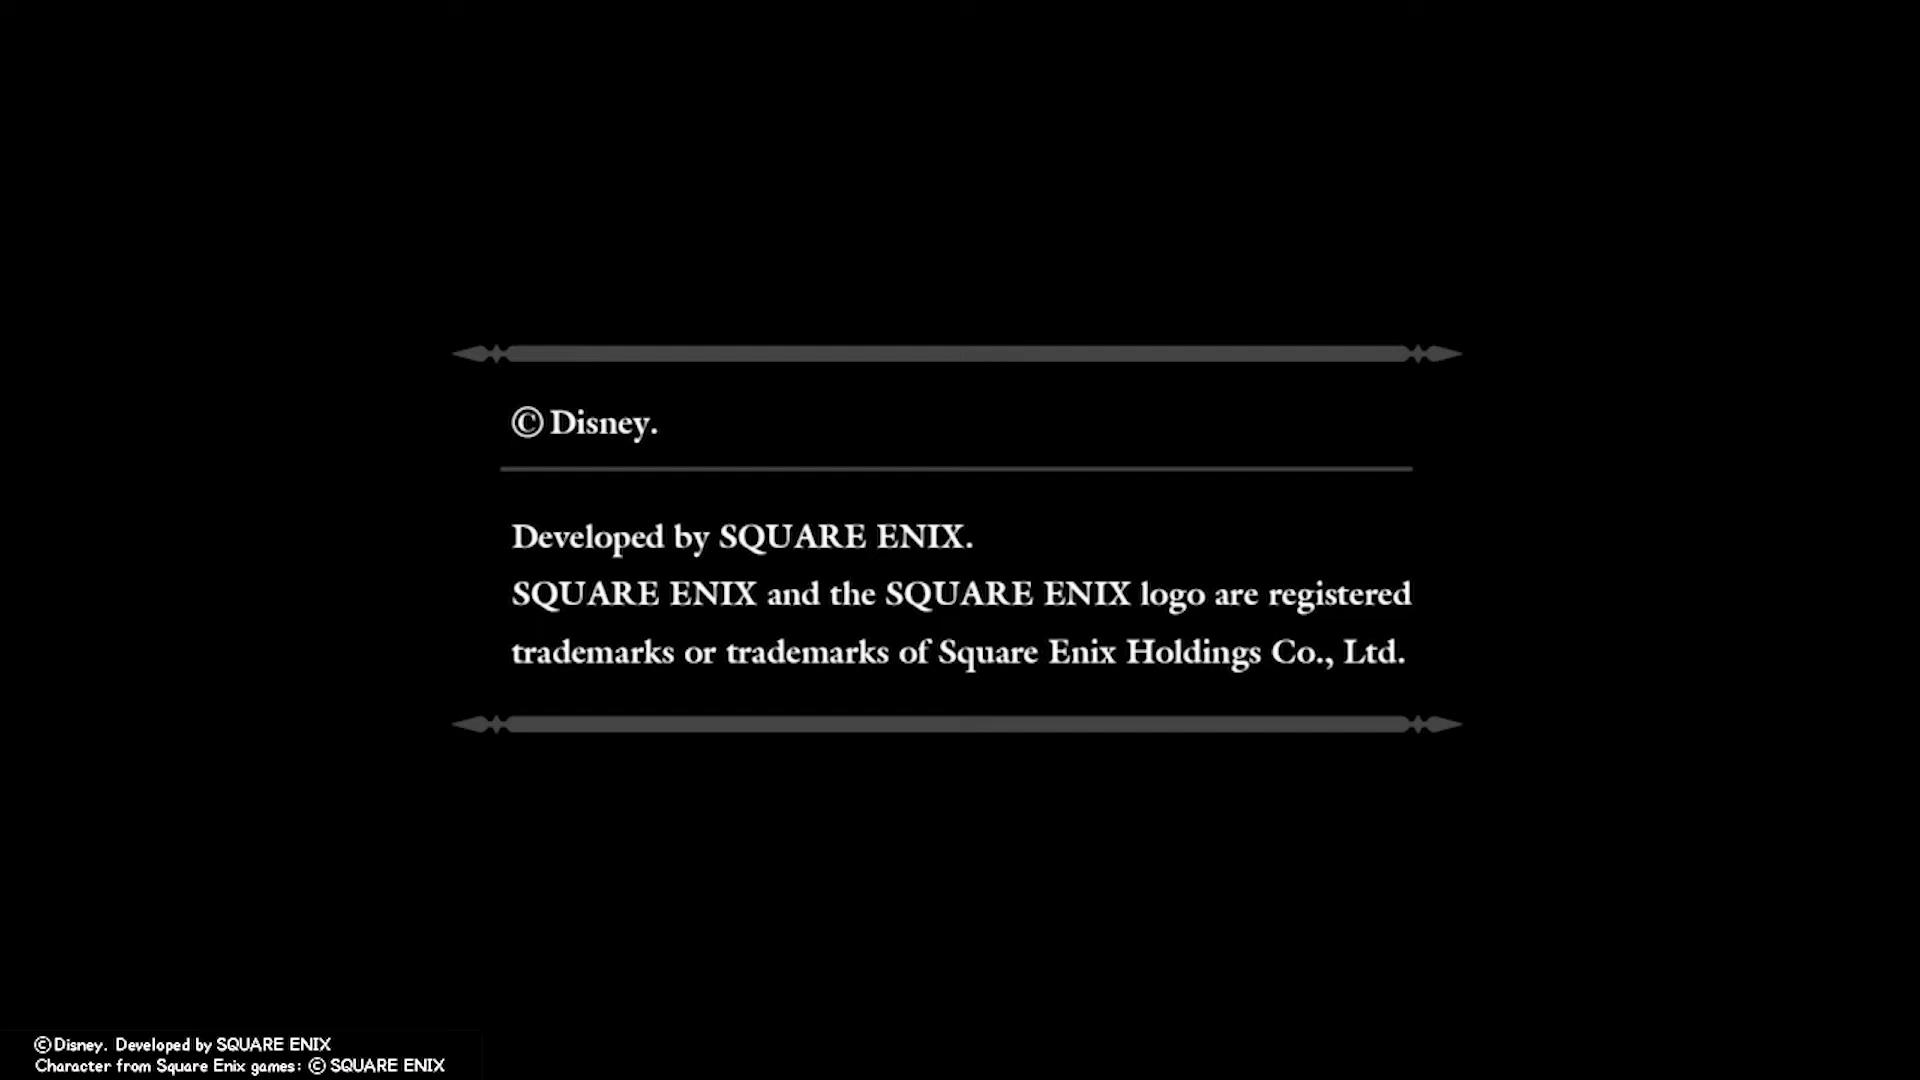 © Disney.
Developed by SQUARE ENIX.
SQUARE ENIX and the SQUARE ENIX logo are registered
trademarks or trademarks of Square Enix Holdings Co., Ltd.
©Disney. Developed by SQUARE ENIX
Character from Square Enix games: © SQUARE ENIX